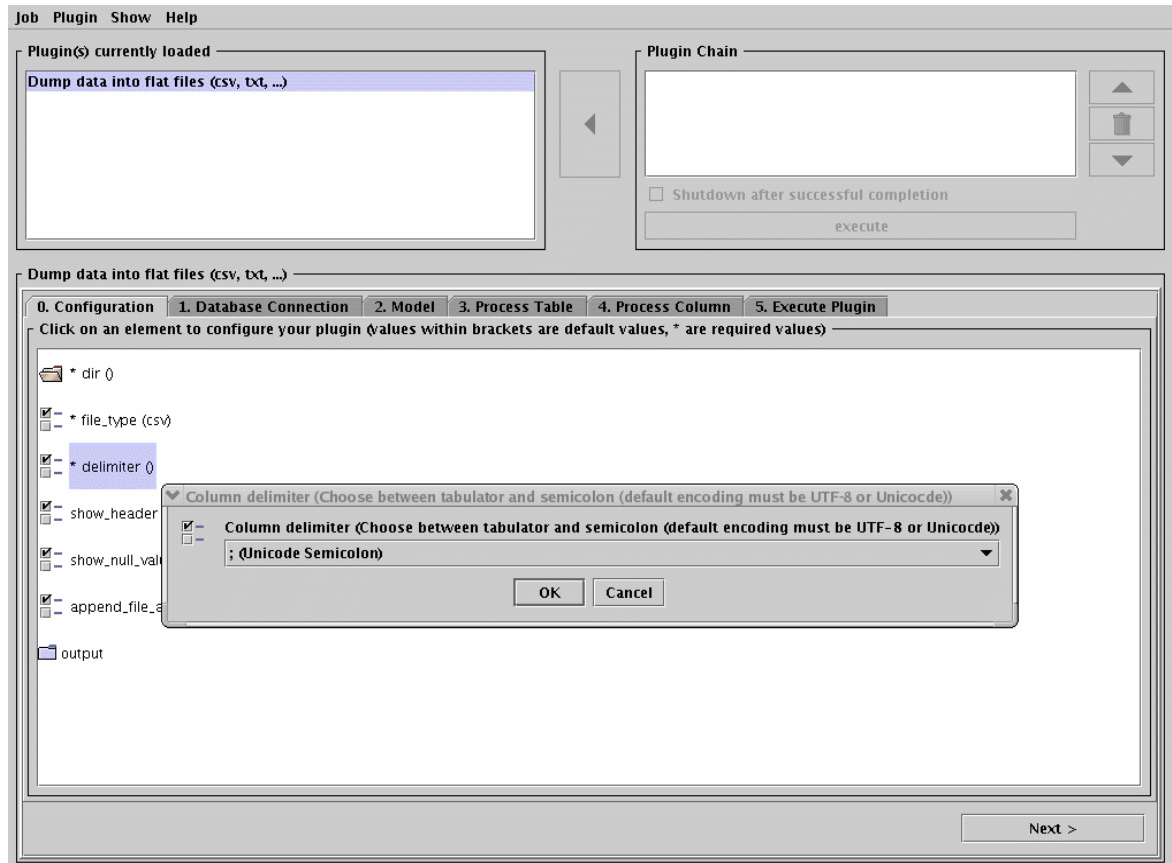 Job Plugin Show Help
Plugin(s) currently loaded
Plugin Chain
Dump data into flat files (csv, txt, ...)
Shutdown after successful completion
execute
Dump data into flat files (csv, txt, ...)
0. Configuration 1. Database Connection 2. Model 3. Process Table 4. Process Column 5. Execute Plugin
Click on an element to configure your plugin (values within brackets are default values, * are required values)
* dir ()
* file_type (csv)
* delimiter ()
Column delimiter (Choose between tabulator and semicolon (default encoding must be UTF-8 or Unicocde))
show_header
Column delimiter (Choose between tabulator and semicolon (default encoding must be UTF-8 or Unicocde))
; (Unicode Semicolon)
show_null_val
OK Cancel
append_file_a
output
Next >